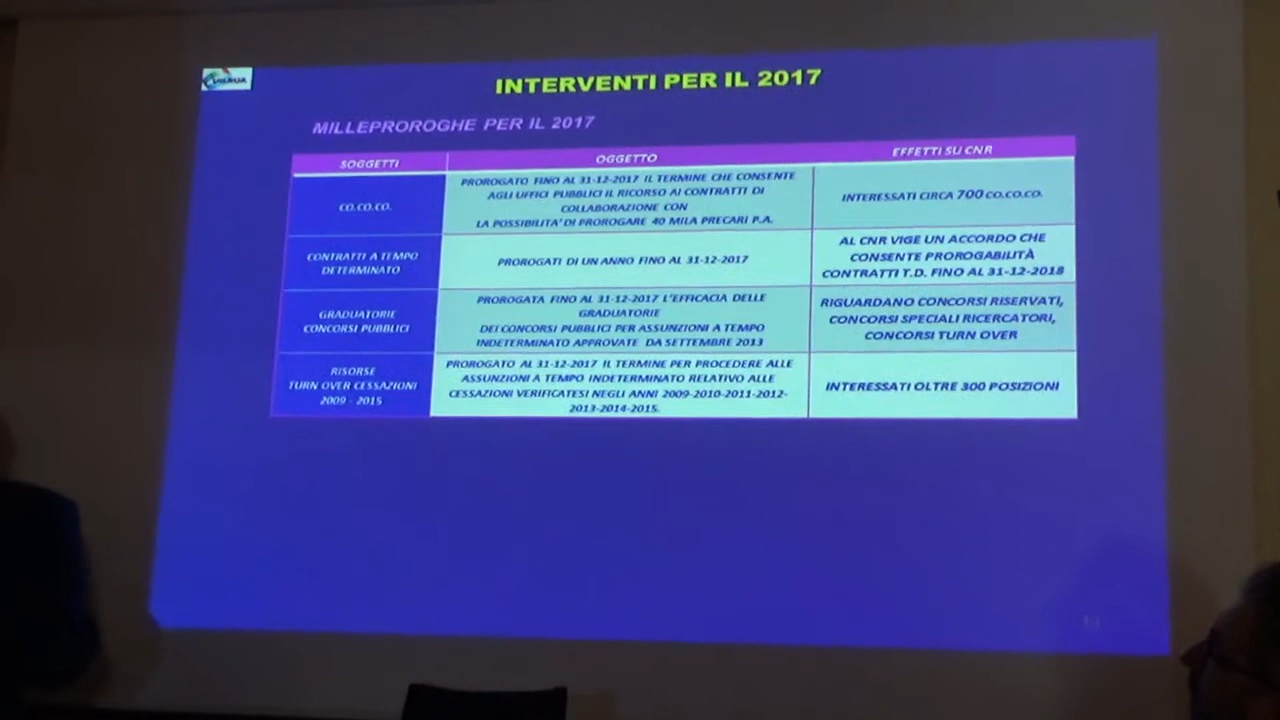 INTERVENTI PER IL 2017
MILLEPROROGHE PER IL 2017
SOGGETTI
OGGETTO
EFFETTI SU CNR
CO.CO.CO.
PROROGATO FINO AL 31-12-2017 IL TERMINE CHE CONSENTE
AGLI UFFICI PUBBLICI IL RICORSO AI CONTRATTI DI
COLLABORAZIONE CON
LA POSSIBILITA' DI PROROGARE 40 MILA PRECARI P.A.
INTERESSATI CIRCA 700 CO.CO.CO.
CONTRATTI A TEMPO
DETERMINATO
PROROGATI DI UN ANNO FINO AL 31-12-2017
AL CNR VIGE UN ACCORDO CHE
CONSENTE PROROGABILITÀ
CONTRATTI T.D. FINO AL 31-12-2018
GRADUATORIE
CONCORSI PUBBLICI
PROROGATA FINO AL 31-12-2017 L'EFFICACIA DELLE
GRADUATORIE
DEI CONCORSI PUBBLICI PER ASSUNZIONI A TEMPO
INDETERMINATO APPROVATE DA SETTEMBRE 2013
RIGUARDANO CONCORSI RISERVATI,
CONCORSI SPECIALI RICERCATORI,
CONCORSI TURN OVER
RISORSE
TURN OVER CESSAZIONI
2009 - 2015
PROROGATO AL 31-12-2017 IL TERMINE PER PROCEDERE ALLE
ASSUNZIONI A TEMPO INDETERMINATO RELATIVO ALLE
CESSAZIONI VERIFICATESI NEGLI ANNI 2009-2010-2011-2012-
2013-2014-2015.
INTERESSATI OLTRE 300 POSIZIONI